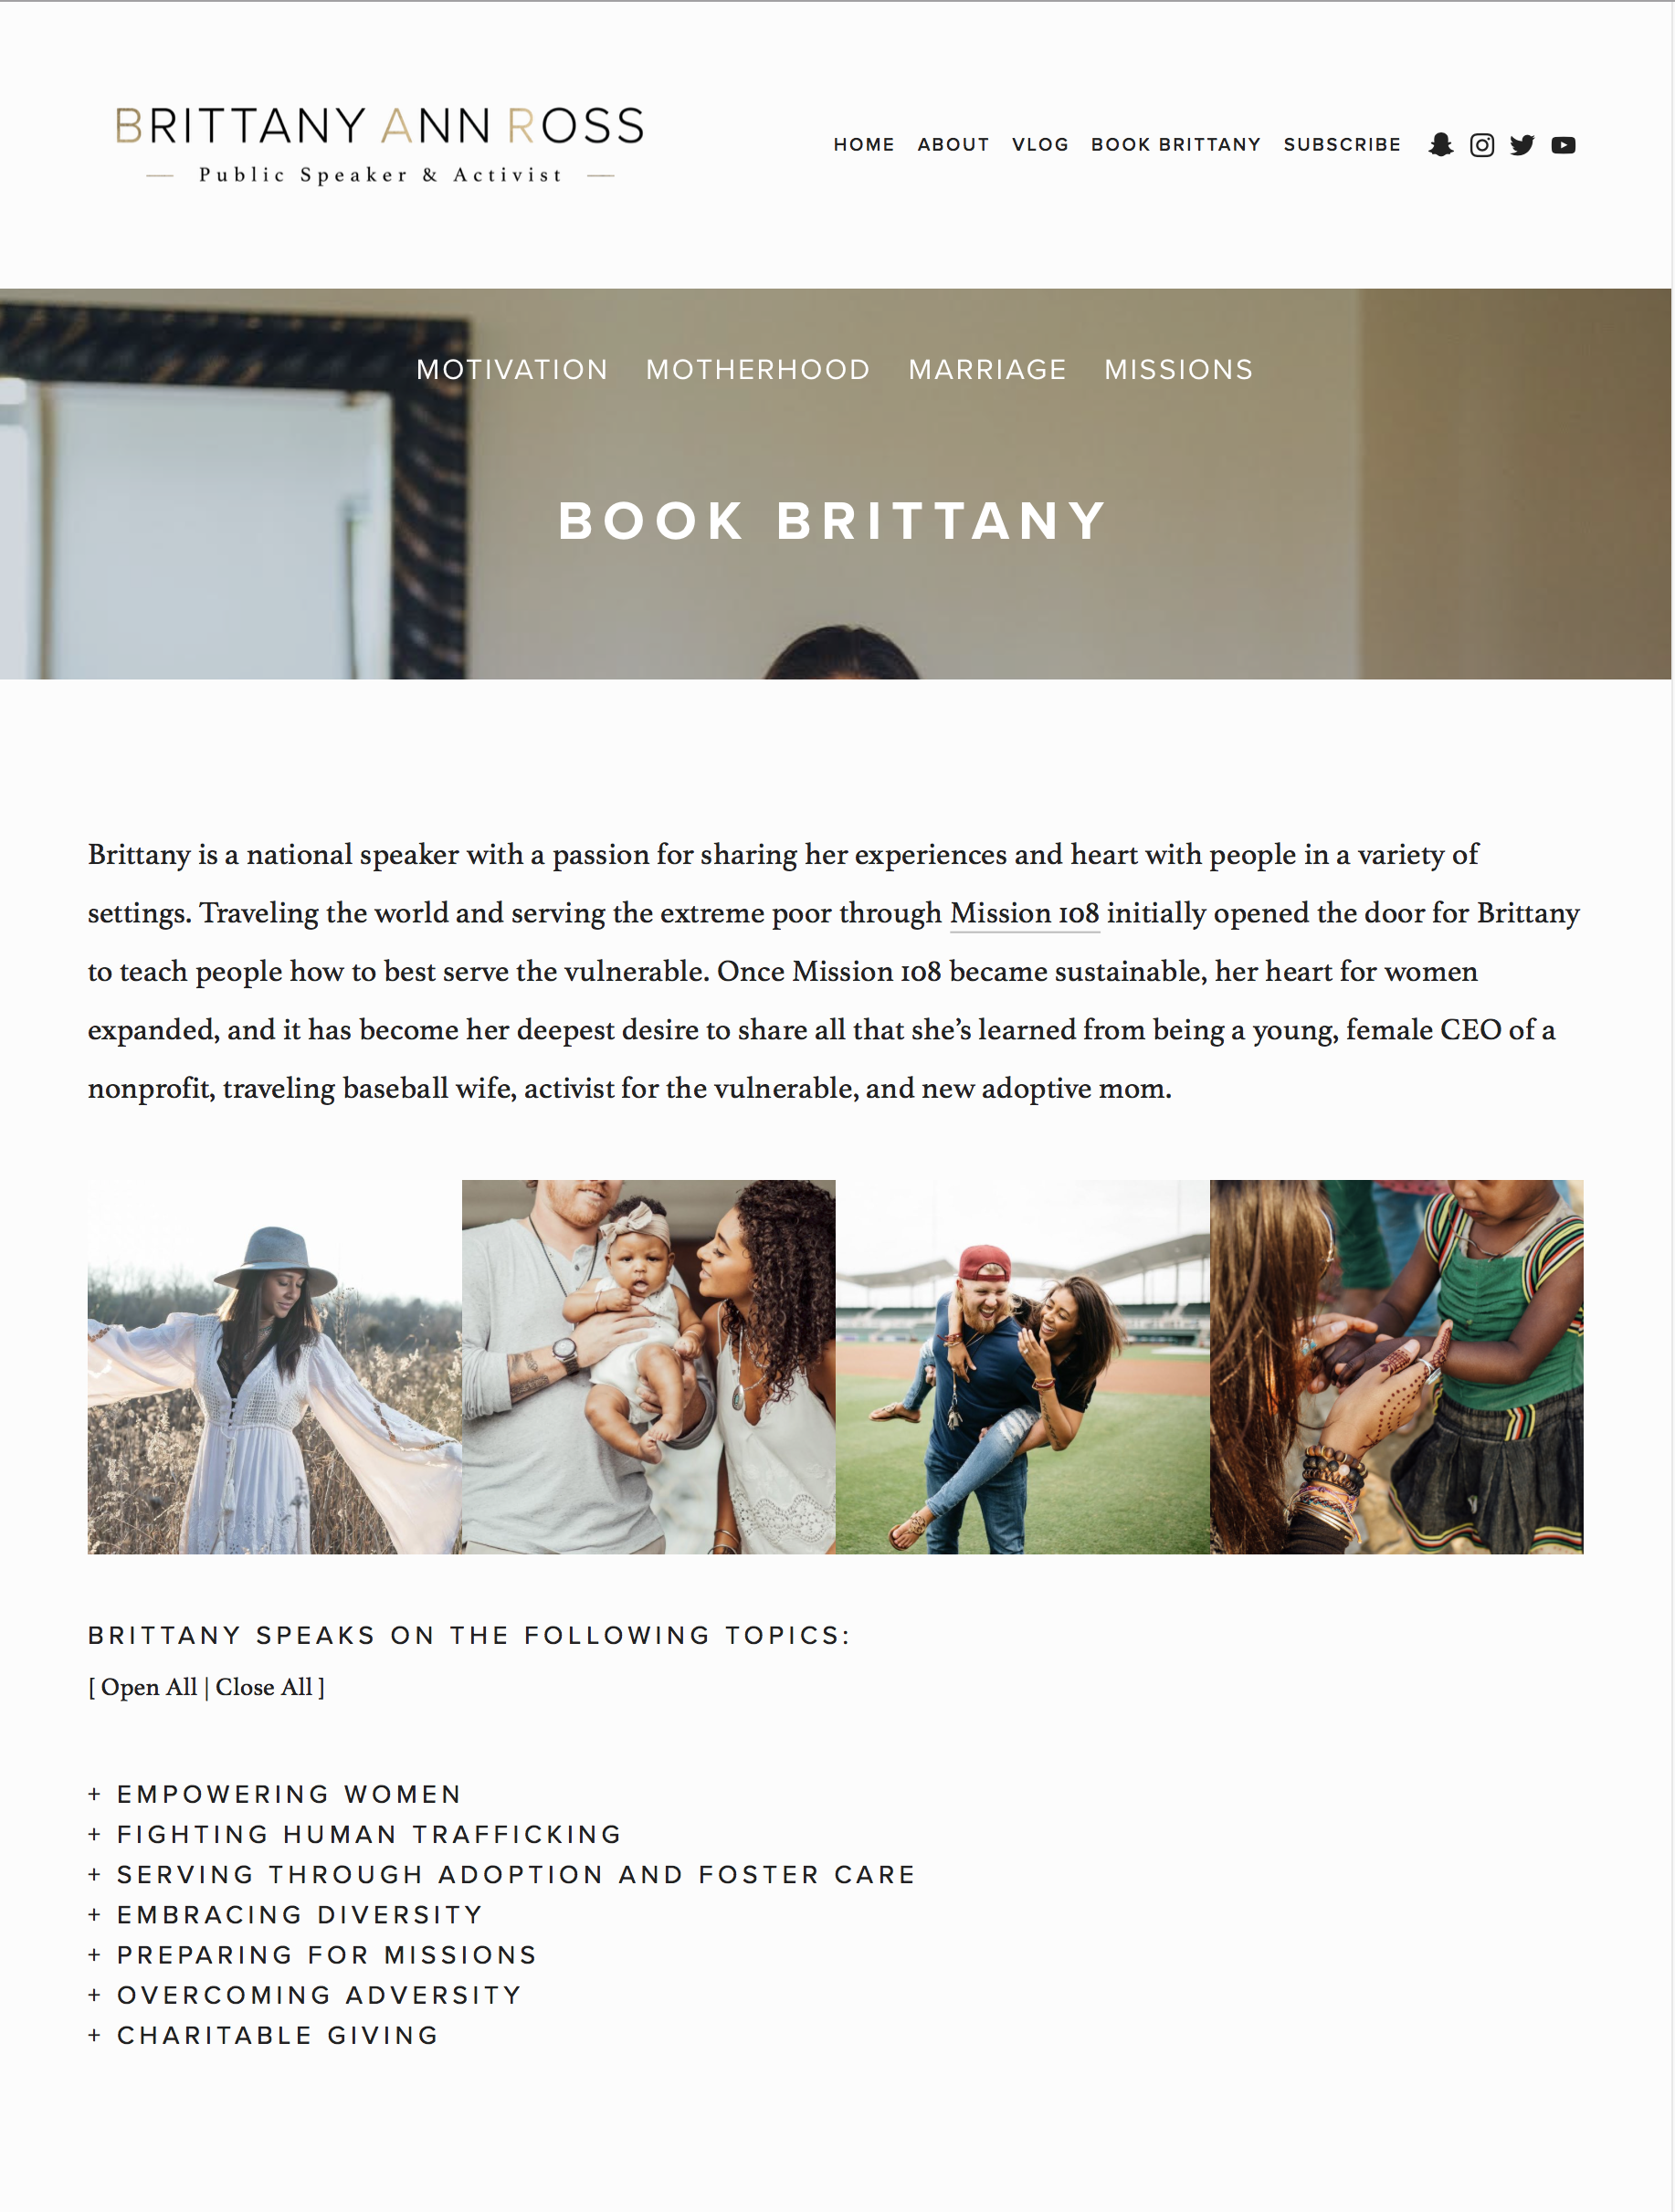 BRITTANY ANN ROSS
Public Speaker & Activist
HOME ABOUT VLOG BOOK BRITTANY SUBSCRIBE
MOTIVATION MOTHERHOOD MARRIAGE MISSIONS
BOOK BRITTANY
Brittany is a national speaker with a passion for sharing her experiences and heart with people in a variety of
settings. Traveling the world and serving the extreme poor through Mission 108 initially opened the door for Brittany
to teach people how to best serve the vulnerable. Once Mission 108 became sustainable, her heart for women
expanded, and it has become her deepest desire to share all that she’s learned from being a young, female CEO of a
nonprofit, traveling baseball wife, activist for the vulnerable, and new adoptive mom.
BRITTANY SPEAKS ON THE FOLLOWING TOPICS:
[ Open All | Close All ]
+ EMPOWERING WOMEN
+ FIGHTING HUMAN TRAFFICKING
+ SERVING THROUGH ADOPTION AND FOSTER CARE
+ EMBRACING DIVERSITY
+ PREPARING FOR MISSIONS
+ OVERCOMING ADVERSITY
+ CHARITABLE GIVING